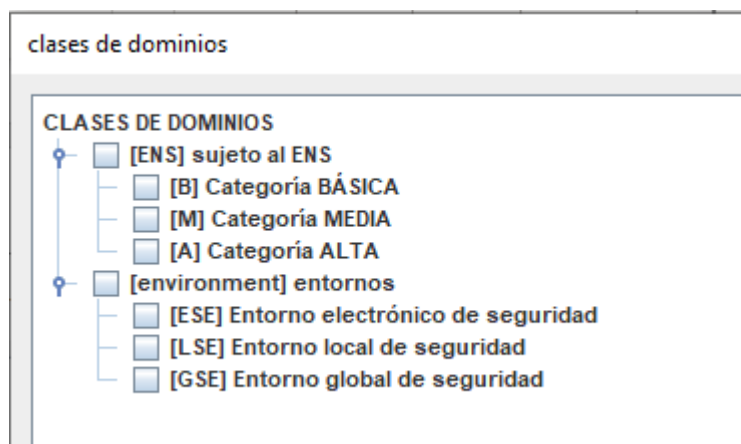 clases de dominios
CLASES DE DOMINIOS
[ENS] sujeto al ENS
[B] Categoría BÁSICA
[M] Categoría MEDIA
[A] Categoría ALTA
[environment] entornos
[ESE] Entorno electrónico de seguridad
[LSE] Entorno local de seguridad
[GSE] Entorno global de seguridad